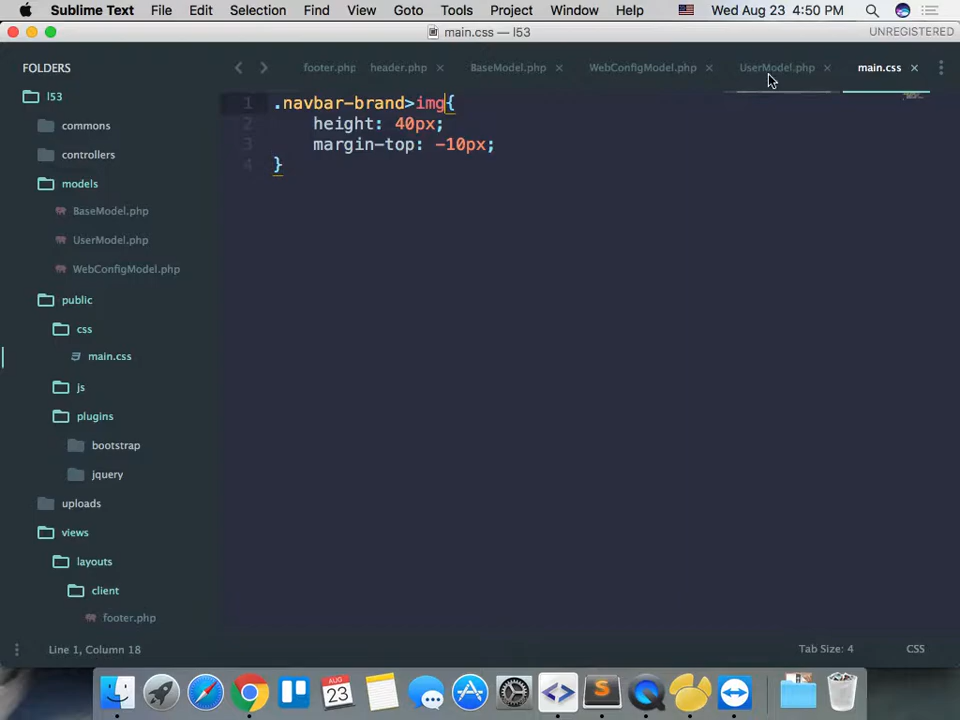 Sublime Text File Edit Selection Find Goto Tools Project Window Help Wed Aug 23 4:50 PM
main.css — l53 UNREGISTERED
FOLDERS footer.php header.php × BaseModel.php × WebConfigModel.php × UserModel.php × main.css ×
l53
commons
controllers
models
BaseModel.php
UserModel.php
WebConfigModel.php
public
css
main.css
js
plugins
bootstrap
jquery
uploads
views
layouts
client
footer.php
1 .navbar-brand>img{
2 height: 40px;
3 margin-top: -10px;
4 }
Line 1, Column 18 Tab Size: 4 CSS
AUG
23